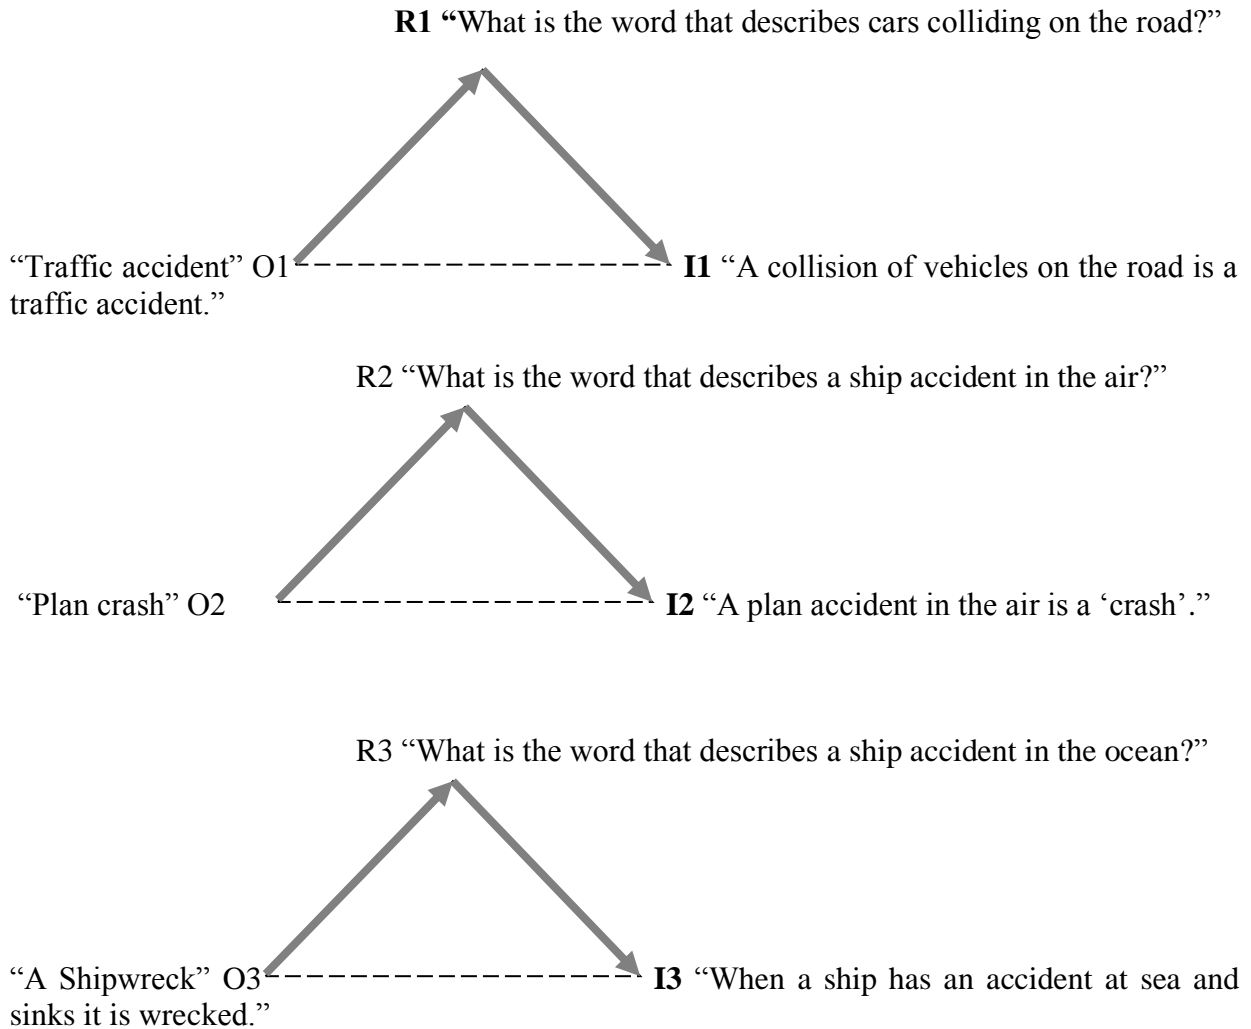 R1 “What is the word that describes cars colliding on the road?”
“Traffic accident” O1 I1 “A collision of vehicles on the road is a
traffic accident.”
R2 “What is the word that describes a ship accident in the air?”
“Plan crash” O2 I2 “A plan accident in the air is a ‘crash’.”
R3 “What is the word that describes a ship accident in the ocean?”
“A Shipwreck” O3 I3 “When a ship has an accident at sea and
sinks it is wrecked.”